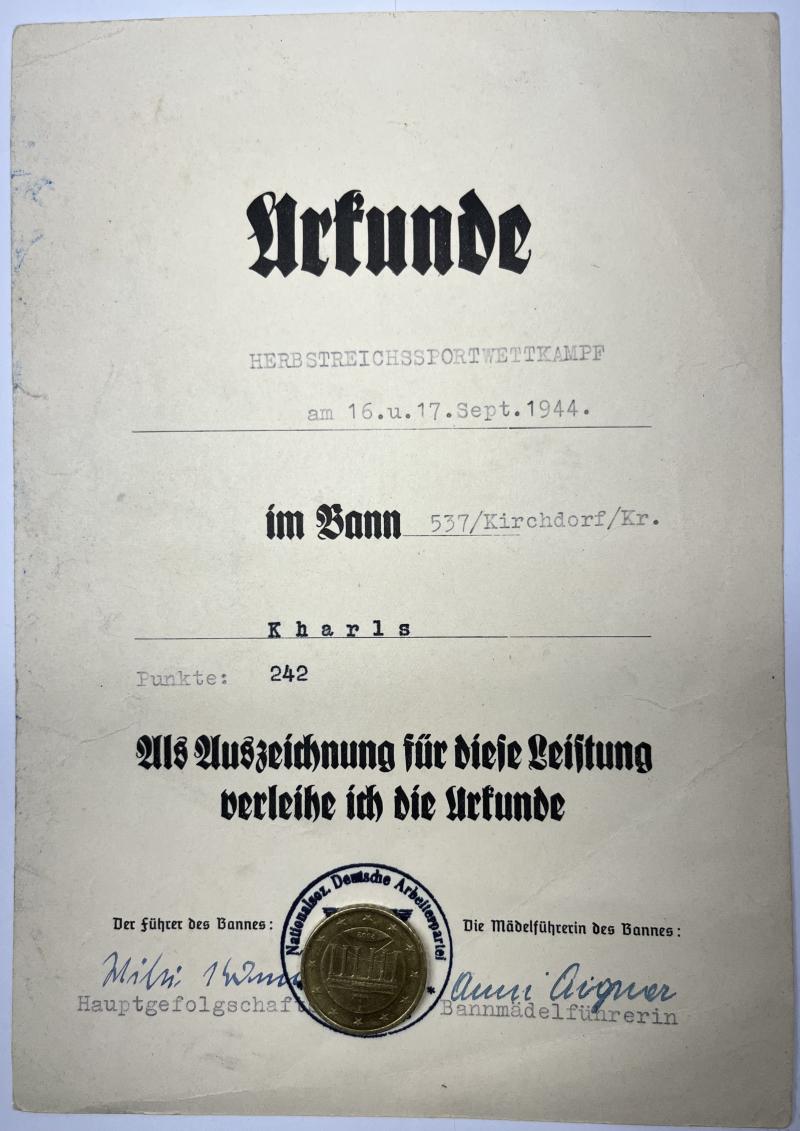 Urkunde
HERBSTREICHSSPORTWETTKAMPF
am 16.u.17.Sept.1944.
im Bann 537/Kirchdorf/Kr.
Kharls
Punkte: 242
Als Auszeichnung für diese Leistung
verleihe ich die Urkunde
Nationalsoz. Deutsche Arbeiterpartei
Der Führer des Bannes:
Die Mädelführerin des Bannes:
Anni Aigner
Hauptgefolgschaft
Bannmädelführerin